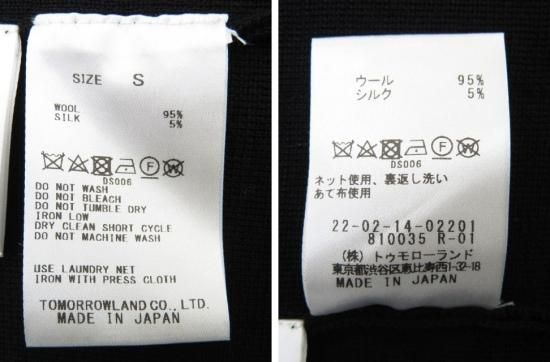 SIZE S
WOOL 95%
SILK 5%
DS006
DO NOT WASH
DO NOT BLEACH
DO NOT TUMBLE DRY
IRON LOW
DRY CLEAN SHORT CYCLE
DO NOT MACHINE WASH
USE LAUNDRY NET
IRON WITH PRESS CLOTH
TOMORROWLAND CO., LTD.
MADE IN JAPAN
ウール 95%
シルク 5%
DS006
ネット使用、裏返し洗い
あて布使用
22-02-14-02201
810035 R-01
(株) トゥモローランド
東京都渋谷区恵比寿西1-32-18
MADE IN JAPAN